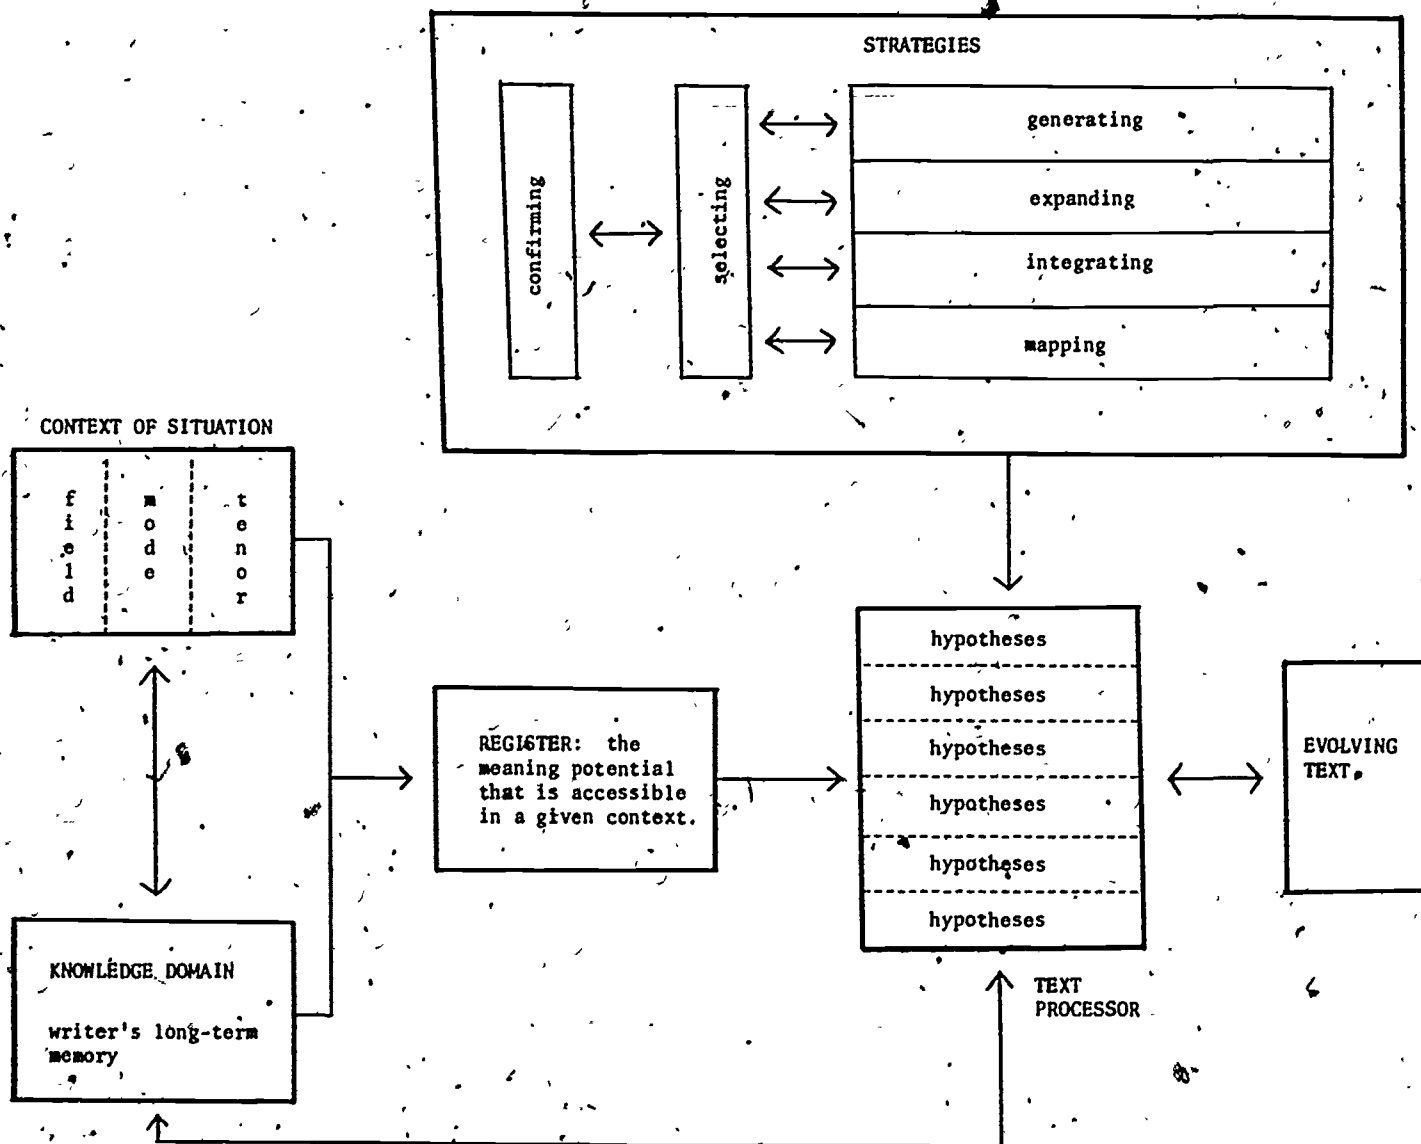 STRATEGIES
confirming
selecting
generating
expanding
integrating
mapping
CONTEXT OF SITUATION
field
mode
tenor
REGISTER: the
meaning potential
that is accessible
in a given context.
hypotheses
hypotheses
hypotheses
hypotheses
hypotheses
hypotheses
TEXT
PROCESSOR
EVOLVING
TEXT
KNOWLEDGE DOMAIN
writer's long-term
memory